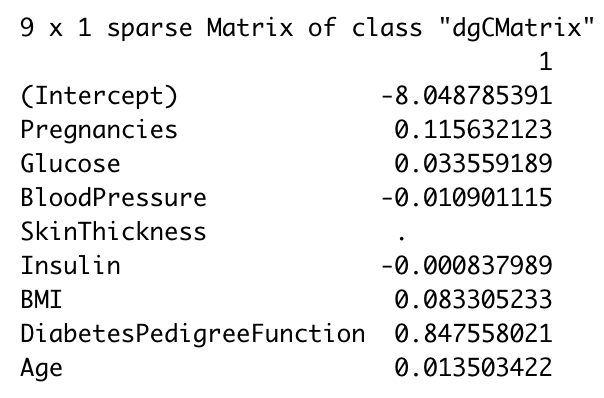 9 x 1 sparse Matrix of class "dgCMatrix"
1
(Intercept) -8.048785391
Pregnancies 0.115632123
Glucose 0.033559189
BloodPressure -0.010901115
SkinThickness .
Insulin -0.000837989
BMI 0.083305233
DiabetesPedigreeFunction 0.847558021
Age 0.013503422